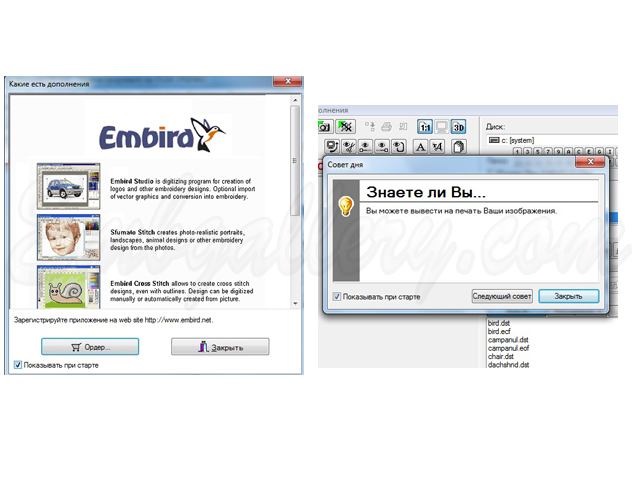 Какие есть дополнения
Embird
Embird Studio is digitizing program for creation of
logos and other embroidery designs. Optional import
of vector graphics and conversion into embroidery.
Sfumato Stitch creates photo-realistic portraits,
landscapes, animal designs or other embroidery
design from the photos.
Embird Cross Stitch allows to create cross stitch
designs, even with outlines. Design can be digitized
manually or automatically created from picture.
Зарегистрируйте приложение на web site http://www.embird.net.
Ордер...
Закрыть
Показывать при старте
олнения
1:1
3D
Диск:
c: [system]
Совет дня
Знаете ли Вы...
Вы можете вывести на печать Ваши изображения.
Показывать при старте
Следующий совет
Закрыть
bird.dst
bird.ecf
campanul.dst
campanul.eof
chair.dst
dachshnd.dst